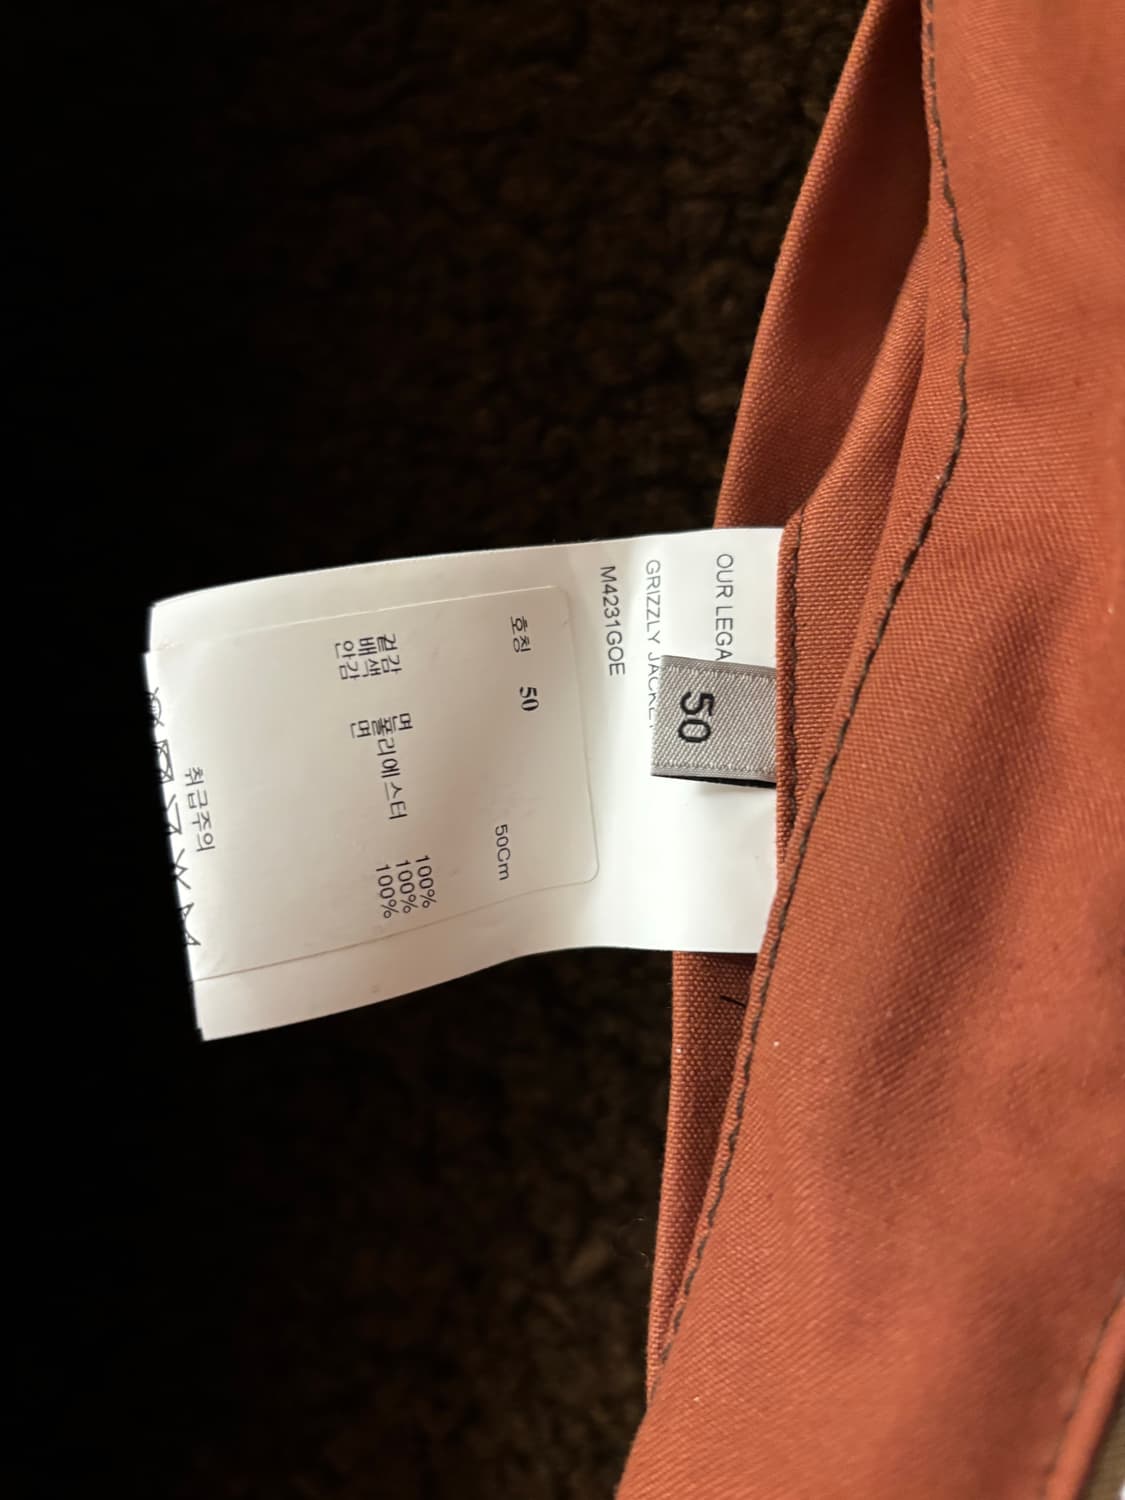 OUR LEGA
50
GRIZZLY JACKE
M4231GOE
호칭 50 50Cm
겉감 면 100%
배색 폴리에스터 100%
안감 면 100%
취급주의